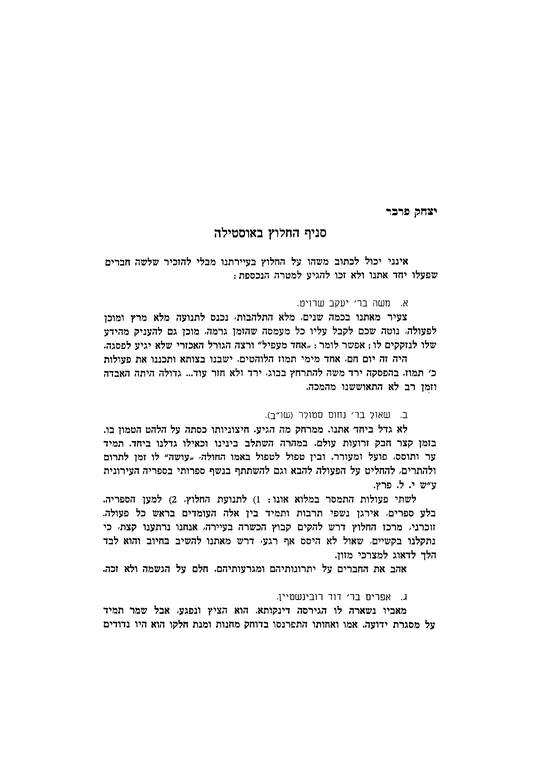 יצחק פרבר
סניף החלוץ באוסטילה
אינני יכול לכתוב משהו על החלוץ בעיירתנו מבלי להזכיר שלשה חברים
שפעלו יחד אתנו ולא זכו להגיע למטרה הנכספת:
א. משה בר׳ יעקב שרויט.
צעיר מאתנו בכמה שנים, מלא התלהבות, נכנס לתנועה מלא מרץ ומוכן
לפעולה, נוטה שכם לקבל עליו כל מעמסה שהזמן גרמה, מוכן גם להעניק מהידע
שלו לנזקקים לו; אפשר לומר: „אחד מעפיל״ ורצה הגורל האכזרי שלא יגיע לפסגה.
היה זה יום חם, אחד מימי תמוז הלוהטים. ישבנו בצותא ותכננו את פעולות
כ׳ תמוז. בהפסקה ירד משה להתרחץ בבוג, ירד ולא חזר עוד... גדולה היתה האבדה
וזמן רב לא התאוששנו מהמכה.
ב. שאול בר׳ נחום סטולר (שו״ב).
לא גדל ביחד אתנו. ממרחק מה הגיע. חיצוניותו כסתה על הלהט הטמון בו.
בזמן קצר חבק זרועות עולם. במהרה השתלב בינינו וכאילו גדלנו ביחד. תמיד
ער ותוסס, פועל ומעורר. ובין טפול לטפול באמו החולה, „עושה״ לו זמן לתרום
ולהתרים, להחליט על הפעולה להבא וגם להשתתף בנשף ספרותי בספריה העירונית
ע״ש י. ל. פרץ.
לשתי פעולות התמסר במלוא אונו: 1) לתנועת החלוץ, 2) למען הספריה.
בלע ספרים, אירגן נשפי תרבות ותמיד בין אלה העומדים בראש כל פעולה.
זוכרני, מרכז החלוץ דרש להקים קבוץ הכשרה בעיירה, אנחנו נרתענו קצת, כי
נתקלנו בקשיים, שאול לא היסס אף רגע, דרש מאתנו להשיב בחיוב והוא לבד
הלך לדאוג למצרכי מזון.
אהב את החברים על יתרונותיהם ומגרעותיהם. חלם על הגשמה ולא זכה.
ג. אפרים בר׳ דוד רובינשטיין.
מאביו נשארה לו הגירסה דינקותא. הוא הציץ ונפגע, אבל שמר תמיד
על מסגרת ידועה. אמו ואחותו התפרנסו בדוחק מחנות ומנת חלקו הוא היו נדודים